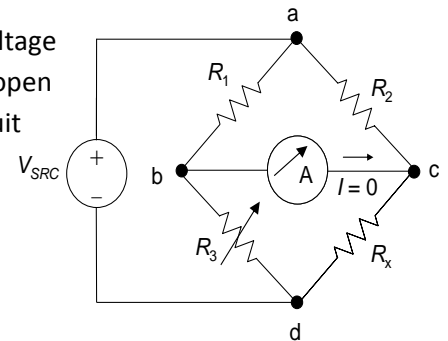 ltage
open
uit
a
R1
R2
VSRC
+
−
b
A
I = 0
c
R3
Rx
d